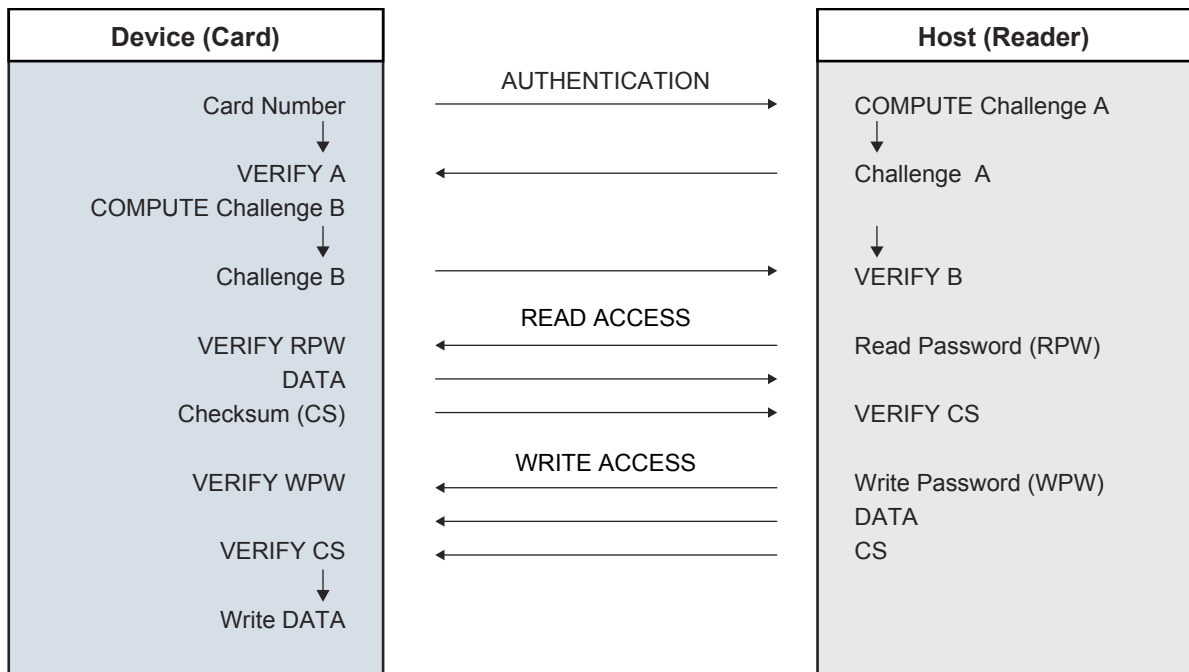 Device (Card)
Host (Reader)
AUTHENTICATION
Card Number
COMPUTE Challenge A
VERIFY A
Challenge A
COMPUTE Challenge B
Challenge B
VERIFY B
READ ACCESS
VERIFY RPW
Read Password (RPW)
DATA
Checksum (CS)
VERIFY CS
WRITE ACCESS
VERIFY WPW
Write Password (WPW)
DATA
VERIFY CS
CS
Write DATA